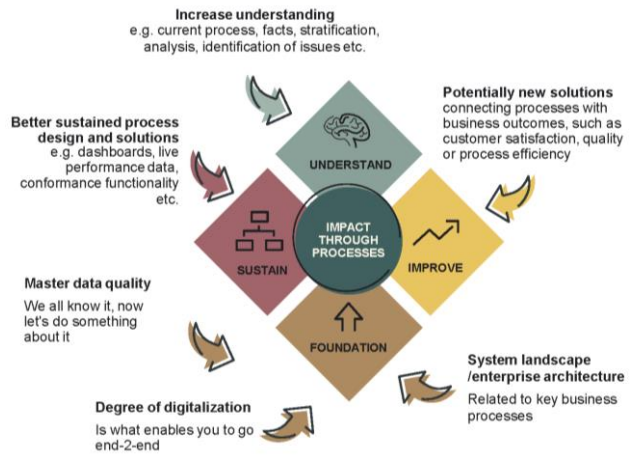 Increase understanding
e.g. current process, facts, stratification,
analysis, identification of issues etc.
Potentially new solutions
connecting processes with
business outcomes, such as
customer satisfaction, quality
or process efficiency
Better sustained process
design and solutions
e.g. dashboards, live
performance data,
conformance functionality
etc.
UNDERSTAND
IMPACT
THROUGH
PROCESSES
SUSTAIN
IMPROVE
FOUNDATION
Master data quality
We all know it, now
let's do something
about it
System landscape
/enterprise architecture
Related to key business
processes
Degree of digitalization
Is what enables you to go
end-2-end